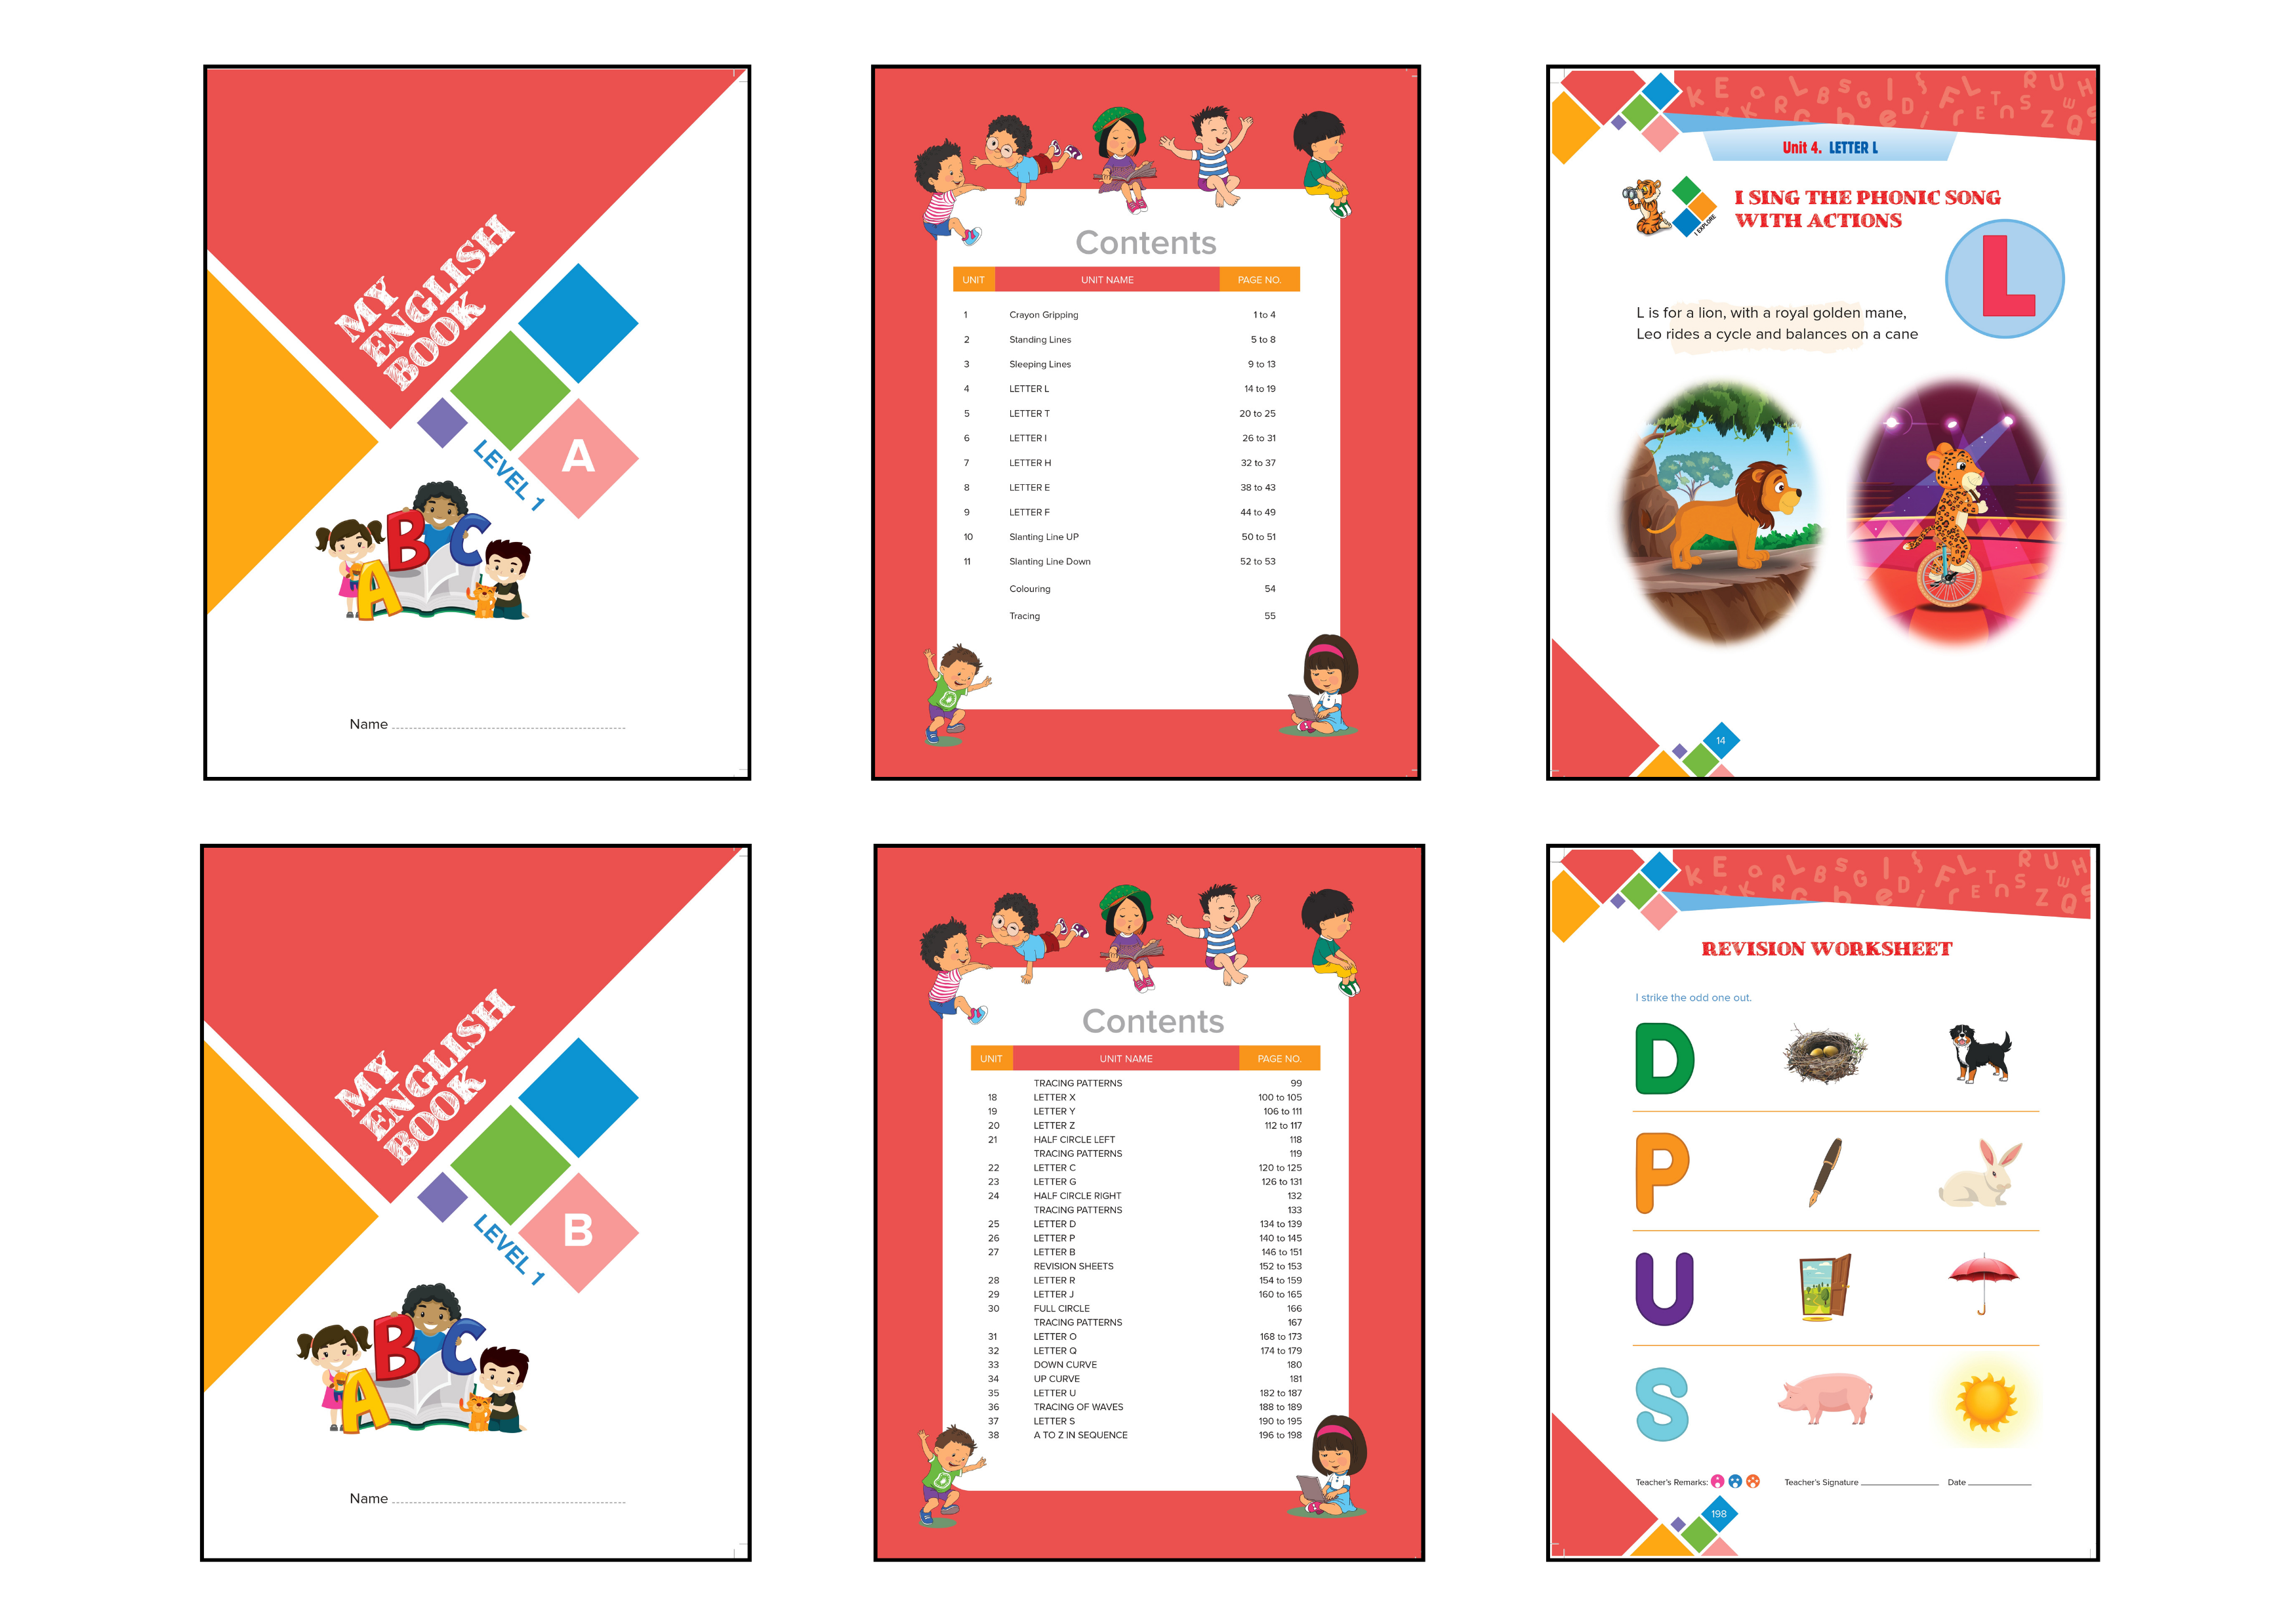 MY
ENGLISH
BOOK
LEVEL 1
A
A B C
Name
Contents
UNIT UNIT NAME PAGE NO.
1 Crayon Gripping 1 to 4
2 Standing Lines 5 to 8
3 Sleeping Lines 9 to 13
4 LETTER L 14 to 19
5 LETTER T 20 to 25
6 LETTER I 26 to 31
7 LETTER H 32 to 37
8 LETTER E 38 to 43
9 LETTER F 44 to 49
10 Slanting Line UP 50 to 51
11 Slanting Line Down 52 to 53
Colouring 54
Tracing 55
Unit 4. LETTER L
I EXPLORE
I SING THE PHONIC SONG
WITH ACTIONS
L
L is for a lion, with a royal golden mane,
Leo rides a cycle and balances on a cane
14
MY
ENGLISH
BOOK
LEVEL 1
B
A B C
Name
Contents
UNIT UNIT NAME PAGE NO.
TRACING PATTERNS 99
18 LETTER X 100 to 105
19 LETTER Y 106 to 111
20 LETTER Z 112 to 117
21 HALF CIRCLE LEFT 118
TRACING PATTERNS 119
22 LETTER C 120 to 125
23 LETTER G 126 to 131
24 HALF CIRCLE RIGHT 132
TRACING PATTERNS 133
25 LETTER D 134 to 139
26 LETTER P 140 to 145
27 LETTER B 146 to 151
REVISION SHEETS 152 to 153
28 LETTER R 154 to 159
29 LETTER J 160 to 165
30 FULL CIRCLE 166
TRACING PATTERNS 167
31 LETTER O 168 to 173
32 LETTER Q 174 to 179
33 DOWN CURVE 180
34 UP CURVE 181
35 LETTER U 182 to 187
36 TRACING OF WAVES 188 to 189
37 LETTER S 190 to 195
38 A TO Z IN SEQUENCE 196 to 198
REVISION WORKSHEET
I strike the odd one out.
D
P
U
S
Teacher's Remarks: Teacher's Signature Date
198